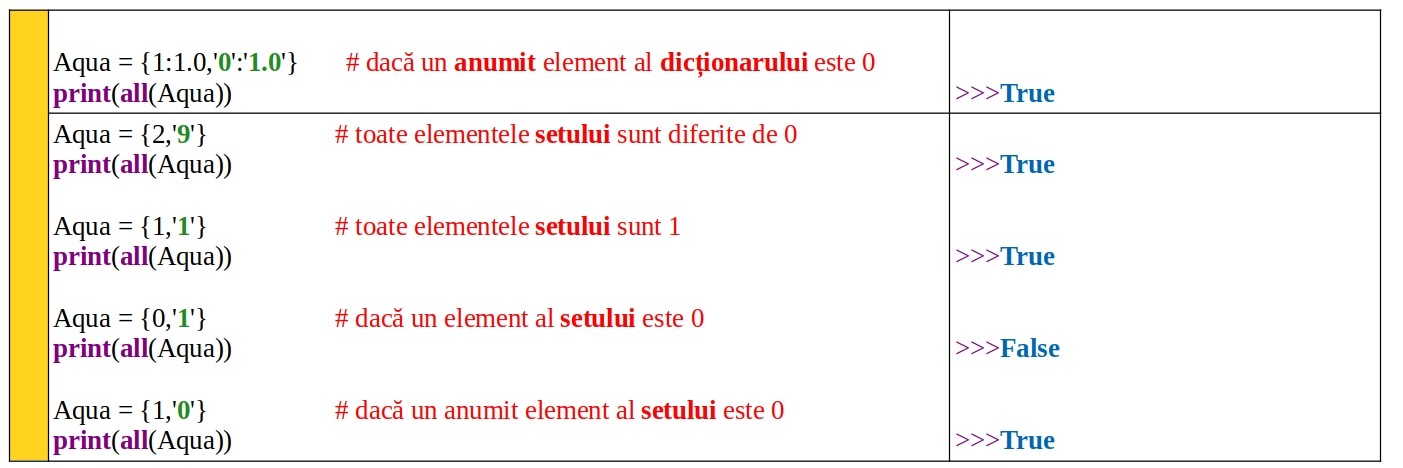 Aqua = {1:1.0,'0':'1.0'} # dacă un anumit element al dicționarului este 0
print(all(Aqua)) >>>True
Aqua = {2,'9'} # toate elementele setului sunt diferite de 0
print(all(Aqua)) >>>True
Aqua = {1,'1'} # toate elementele setului sunt 1
print(all(Aqua)) >>>True
Aqua = {0,'1'} # dacă un element al setului este 0
print(all(Aqua)) >>>False
Aqua = {1,'0'} # dacă un anumit element al setului este 0
print(all(Aqua)) >>>True